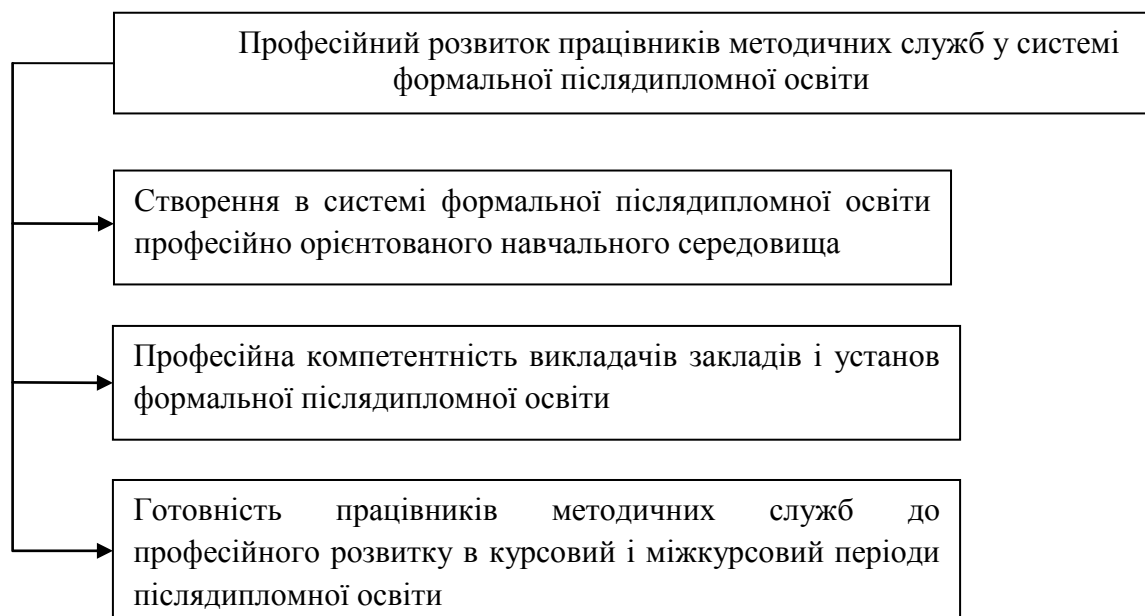 Професійний розвиток працівників методичних служб у системі
формальної післядипломної освіти
Створення в системі формальної післядипломної освіти
професійно орієнтованого навчального середовища
Професійна компетентність викладачів закладів і установ
формальної післядипломної освіти
Готовність працівників методичних служб до
професійного розвитку в курсовий і міжкурсовий періоди
післядипломної освіти